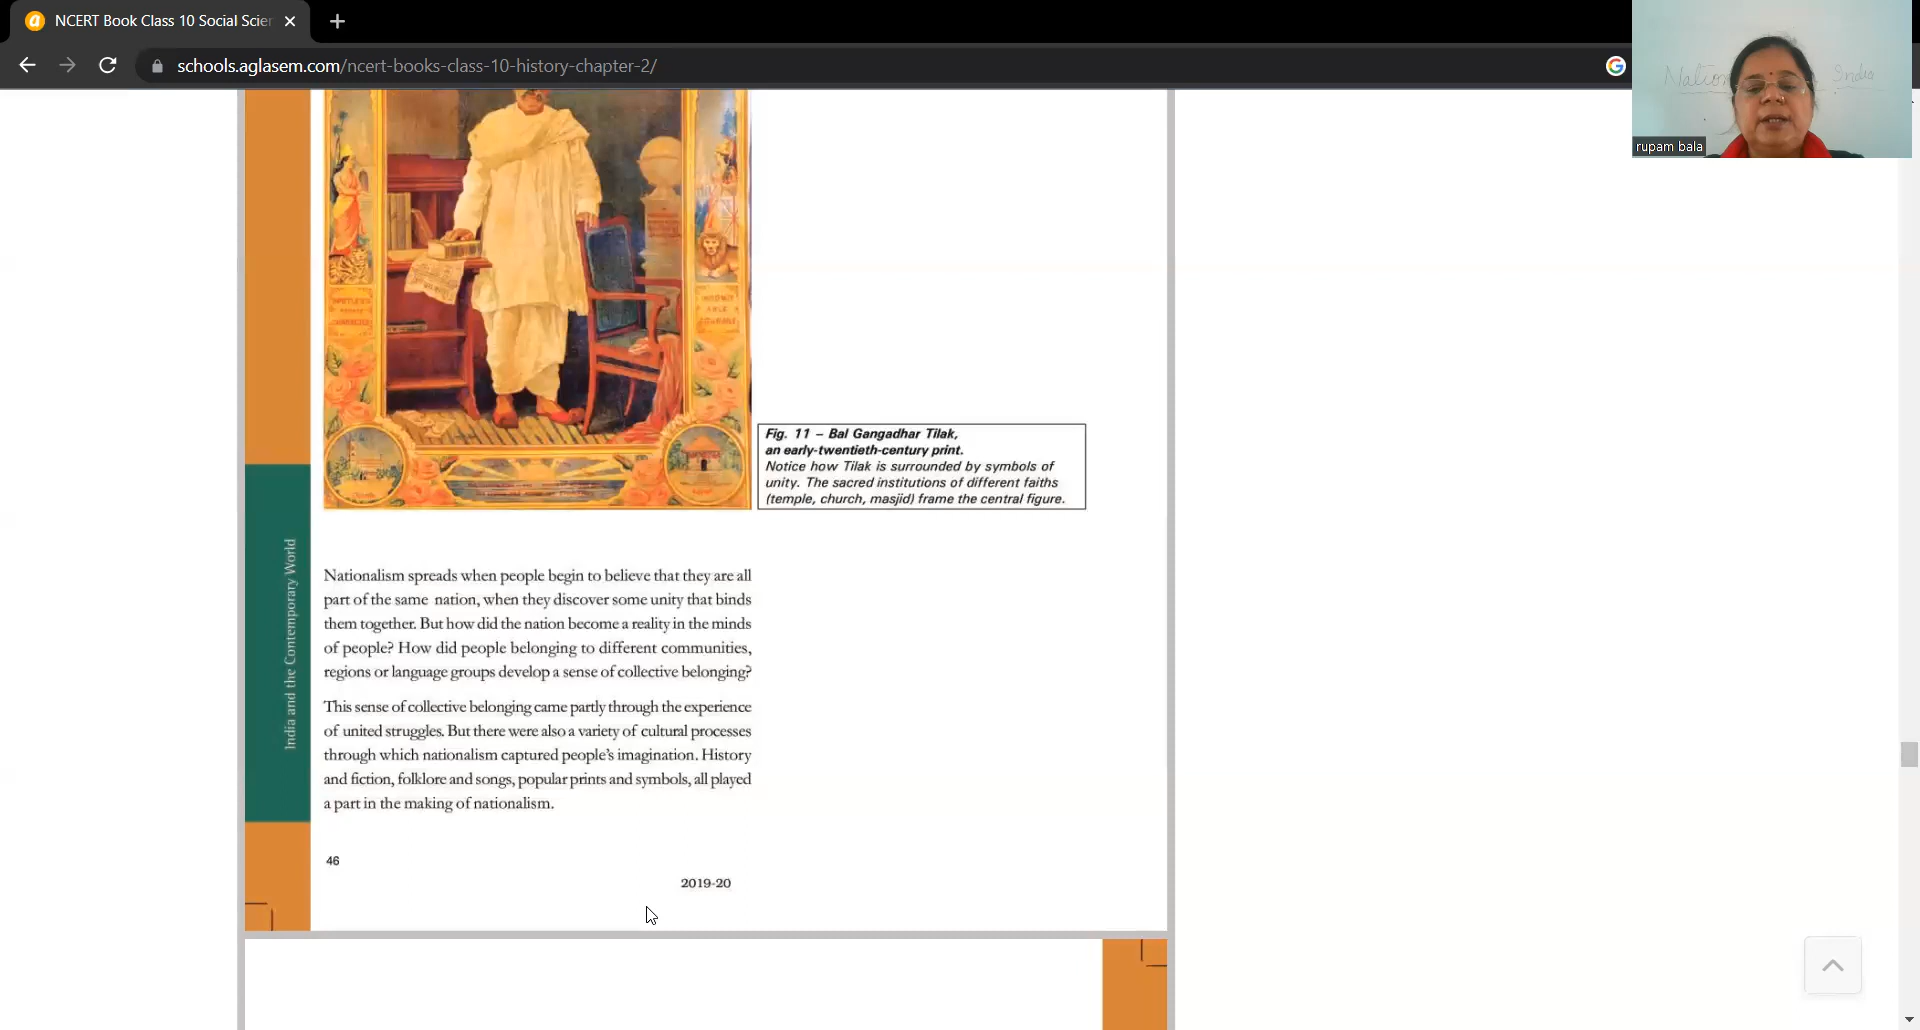 NCERT Book Class 10 Social Scien
schools.aglasem.com/ncert-books-class-10-history-chapter-2/
rupam bala
Fig. 11 – Bal Gangadhar Tilak,
an early-twentieth-century print.
Notice how Tilak is surrounded by symbols of
unity. The sacred institutions of different faiths
(temple, church, masjid) frame the central figure.
India and the Contemporary World
Nationalism spreads when people begin to believe that they are all
part of the same nation, when they discover some unity that binds
them together. But how did the nation become a reality in the minds
of people? How did people belonging to different communities,
regions or language groups develop a sense of collective belonging?
This sense of collective belonging came partly through the experience
of united struggles. But there were also a variety of cultural processes
through which nationalism captured people's imagination. History
and fiction, folklore and songs, popular prints and symbols, all played
a part in the making of nationalism.
46
2019-20